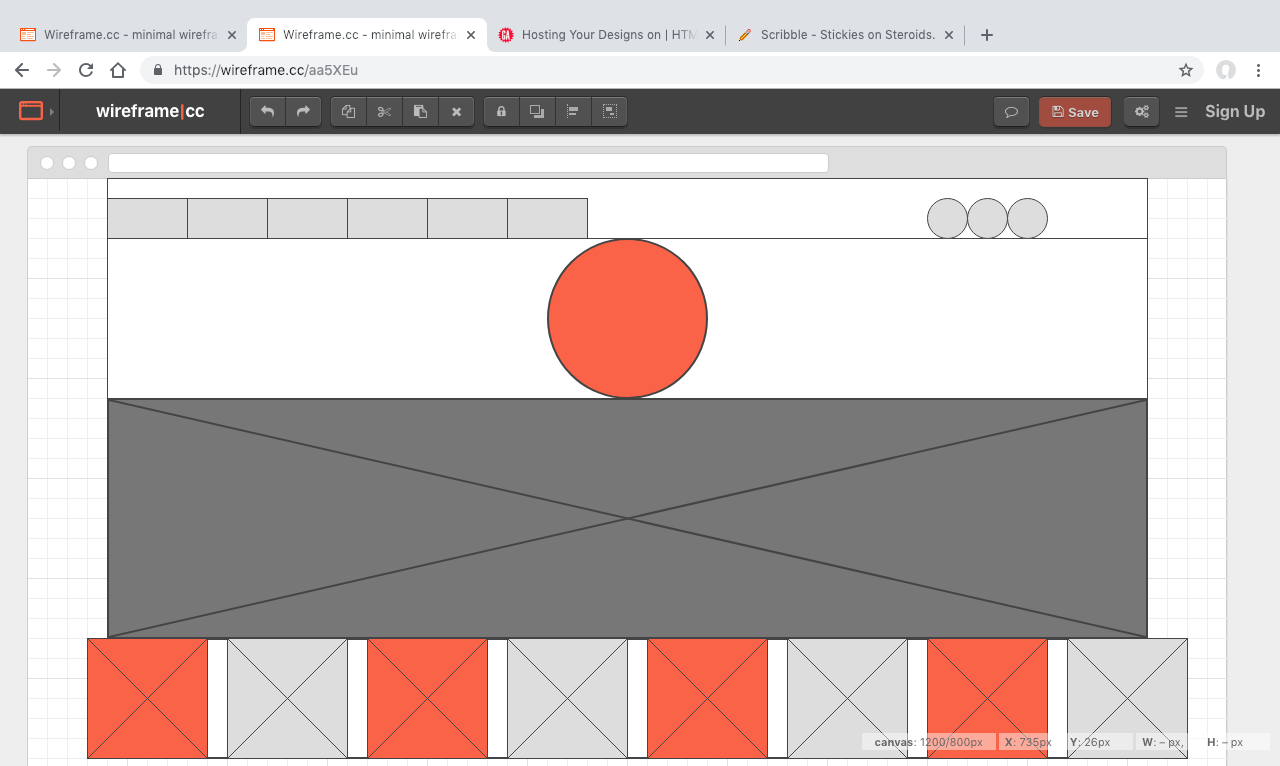 Wireframe.cc - minimal wirefra
Wireframe.cc - minimal wirefra
Hosting Your Designs on | HTM
Scribble - Stickies on Steroids.
https://wireframe.cc/aa5XEu
wireframe|cc
Save
Sign Up
canvas: 1200/800px X: 735px Y: 26px W: – px, H: – px